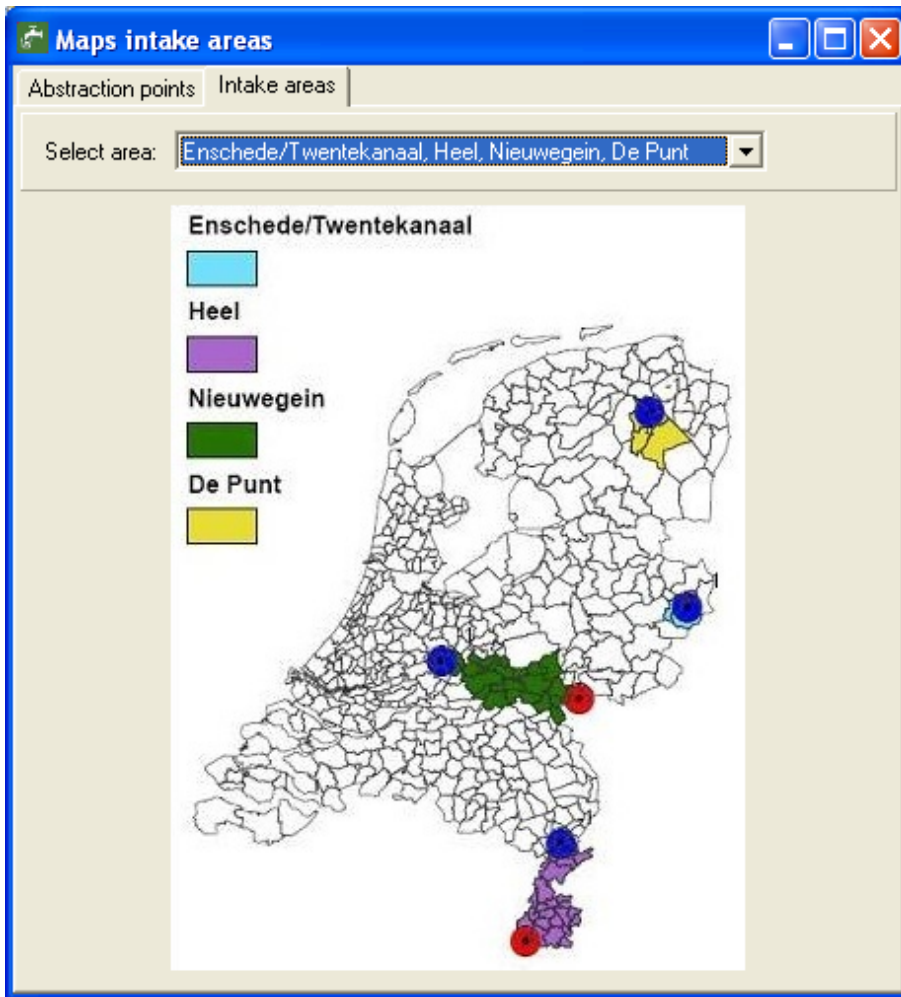 Maps intake areas
Abstraction points
Intake areas
Select area: Enschede/Twentekanaal, Heel, Nieuwegein, De Punt
Enschede/Twentekanaal
Heel
Nieuwegein
De Punt